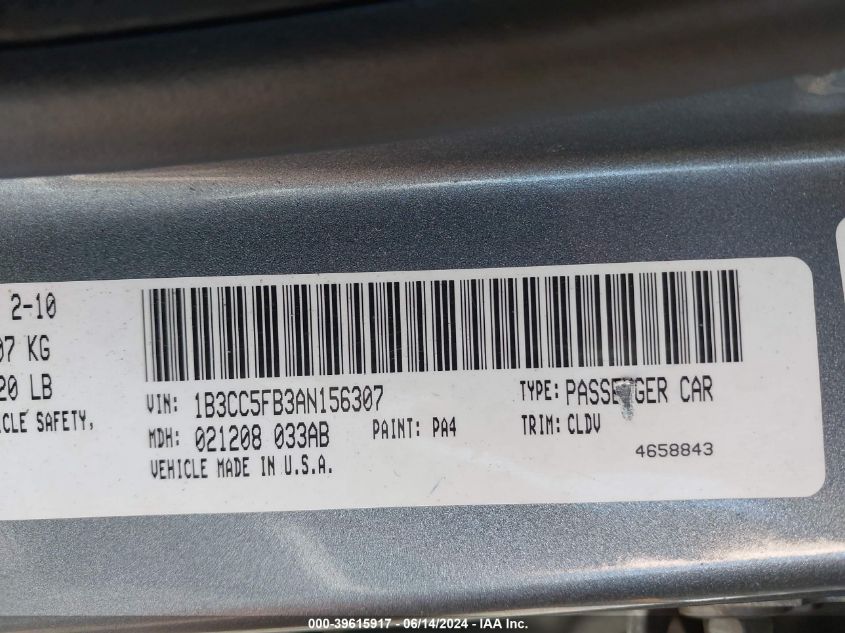 2-10
07 KG
20 LB
ICLE SAFETY,
VIN: 1B3CC5FB3AN156307
TYPE: PASSENGER CAR
MDH: 021208 033AB
PAINT: PA4
TRIM: CLDV
VEHICLE MADE IN U.S.A.
4658843
000-39615917 - 06/14/2024 - IAA Inc.